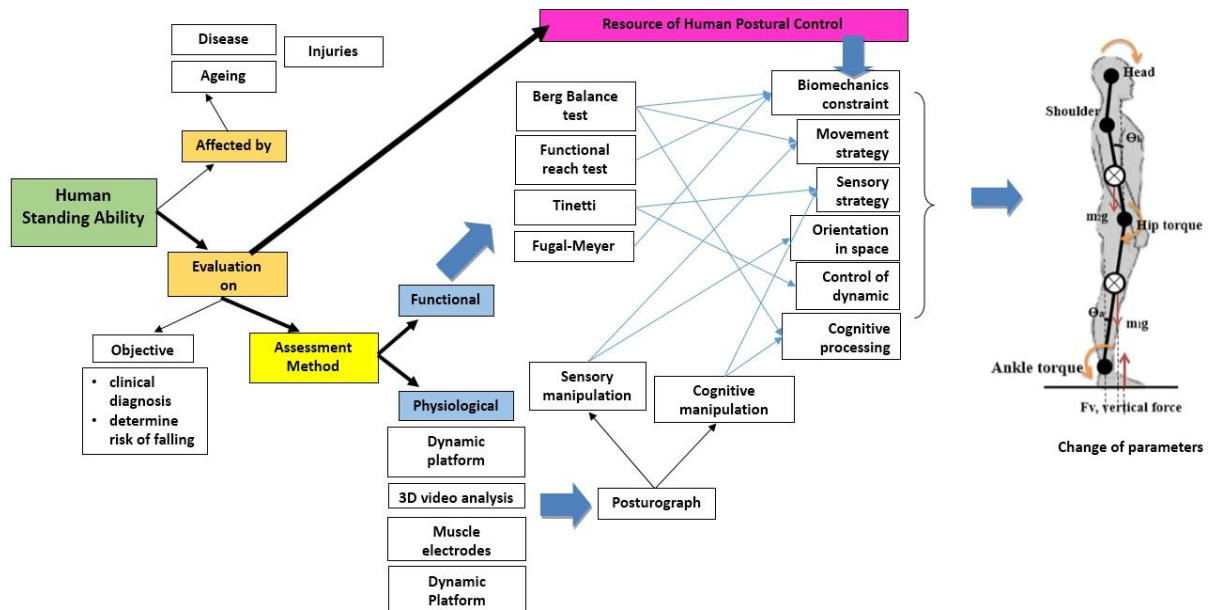 Resource of Human Postural Control
Disease
Injuries
Ageing
Affected by
Human
Standing Ability
Evaluation
on
Objective
• clinical
diagnosis
• determine
risk of falling
Assessment
Method
Functional
Physiological
Dynamic
platform
3D video analysis
Muscle
electrodes
Dynamic
Platform
Berg Balance
test
Functional
reach test
Tinetti
Fugal-Meyer
Sensory
manipulation
Cognitive
manipulation
Posturograph
Biomechanics
constraint
Movement
strategy
Sensory
strategy
Orientation
in space
Control
of dynamic
Cognitive
processing
Head
Shoulder
Θh
m2g
Hip torque
Θa
m1g
Ankle torque
Fv, vertical force
Change of parameters